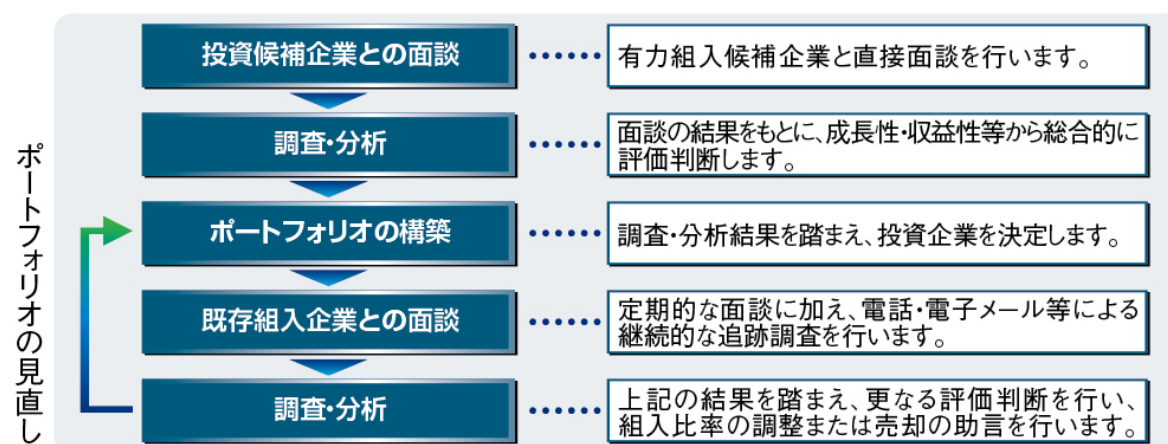 投資候補企業との面談
有力組入候補企業と直接面談を行います。
調査・分析
面談の結果をもとに、成長性・収益性等から総合的に
評価判断します。
ポートフォリオの構築
調査・分析結果を踏まえ、投資企業を決定します。
既存組入企業との面談
定期的な面談に加え、電話・電子メール等による
継続的な追跡調査を行います。
調査・分析
上記の結果を踏まえ、更なる評価判断を行い、
組入比率の調整または売却の助言を行います。
ポートフォリオの見直し